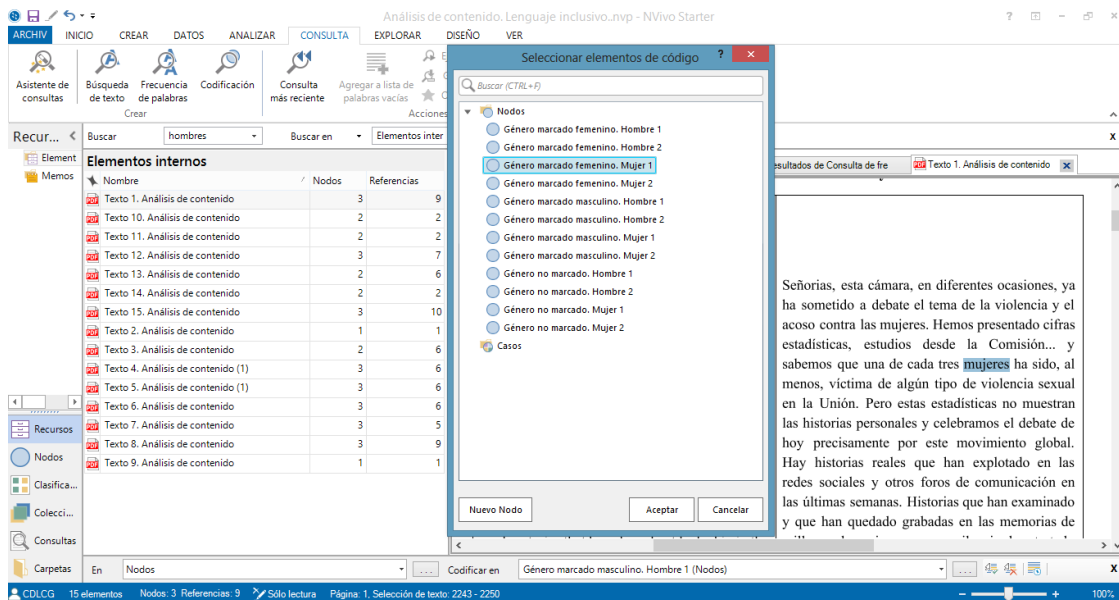 Análisis de contenido. Lenguaje inclusivo..nvp - NVivo Starter
ARCHIV INICIO CREAR DATOS ANALIZAR CONSULTA EXPLORAR DISEÑO VER
Asistente de consultas
Búsqueda de texto
Frecuencia de palabras
Codificación
Consulta más reciente
Agregar a lista de palabras vacías
Crear
Acciones
Recur...
Buscar hombres Buscar en Elementos inter
Element
Memos
Elementos internos
Nombre Nodos Referencias
Texto 1. Análisis de contenido 3 9
Texto 10. Análisis de contenido 2 2
Texto 11. Análisis de contenido 2 2
Texto 12. Análisis de contenido 3 7
Texto 13. Análisis de contenido 2 6
Texto 14. Análisis de contenido 2 2
Texto 15. Análisis de contenido 3 10
Texto 2. Análisis de contenido 1 1
Texto 3. Análisis de contenido 2 6
Texto 4. Análisis de contenido (1) 3 6
Texto 5. Análisis de contenido (1) 3 6
Texto 6. Análisis de contenido 3 6
Texto 7. Análisis de contenido 3 5
Texto 8. Análisis de contenido 3 9
Texto 9. Análisis de contenido 1 1
Recursos
Nodos
Clasifica...
Colecci...
Consultas
Carpetas
Seleccionar elementos de código
Buscar (CTRL+F)
Nodos
Género marcado femenino. Hombre 1
Género marcado femenino. Hombre 2
Género marcado femenino. Mujer 1
Género marcado femenino. Mujer 2
Género marcado masculino. Hombre 1
Género marcado masculino. Hombre 2
Género marcado masculino. Mujer 1
Género marcado masculino. Mujer 2
Género no marcado. Hombre 1
Género no marcado. Hombre 2
Género no marcado. Mujer 1
Género no marcado. Mujer 2
Casos
Nuevo Nodo Aceptar Cancelar
esultados de Consulta de fre Texto 1. Análisis de contenido
Señorias, esta cámara, en diferentes ocasiones, ya
ha sometido a debate el tema de la violencia y el
acoso contra las mujeres. Hemos presentado cifras
estadísticas, estudios desde la Comisión... y
sabemos que una de cada tres mujeres ha sido, al
menos, víctima de algún tipo de violencia sexual
en la Unión. Pero estas estadísticas no muestran
las historias personales y celebramos el debate de
hoy precisamente por este movimiento global.
Hay historias reales que han explotado en las
redes sociales y otros foros de comunicación en
las últimas semanas. Historias que han examinado
y que han quedado grabadas en las memorias de
En Nodos ... Codificar en Género marcado masculino. Hombre 1 (Nodos) ...
CDLCG 15 elementos Nodos: 3 Referencias: 9 Sólo lectura Página: 1, Selección de texto: 2243 - 2250 100%